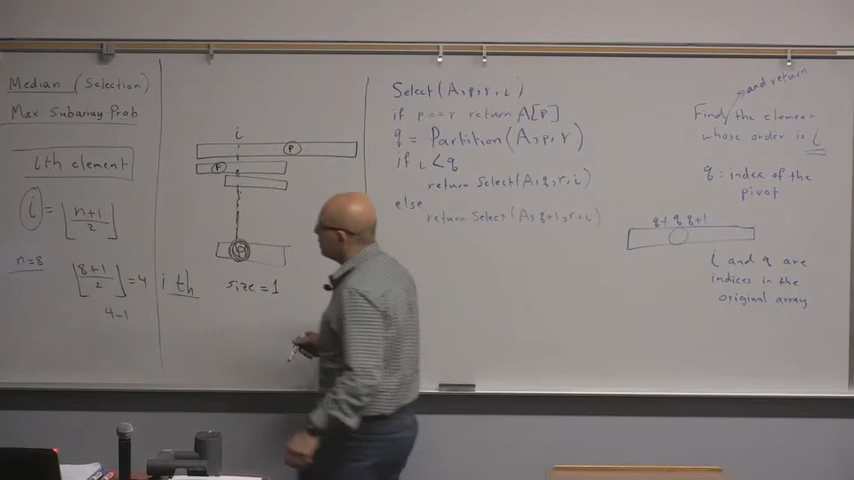 Median (Selection)
Max Subarray Prob
ith element
i = ⌊n+1/2⌋
n=8
⌊8+1/2⌋ = 4
4-1
i th
i
P
P
P
size = 1
Select(A,p,r,i)
if p==r return A[p]
q = Partition(A,p,r)
if i<q
return Select(A,q,r,i)
else
return Select(A,q+1,r,i)
and return
Find the element
whose order is i
q: index of the
pivot
q-1 q q+1
i and q are
indices in the
original array